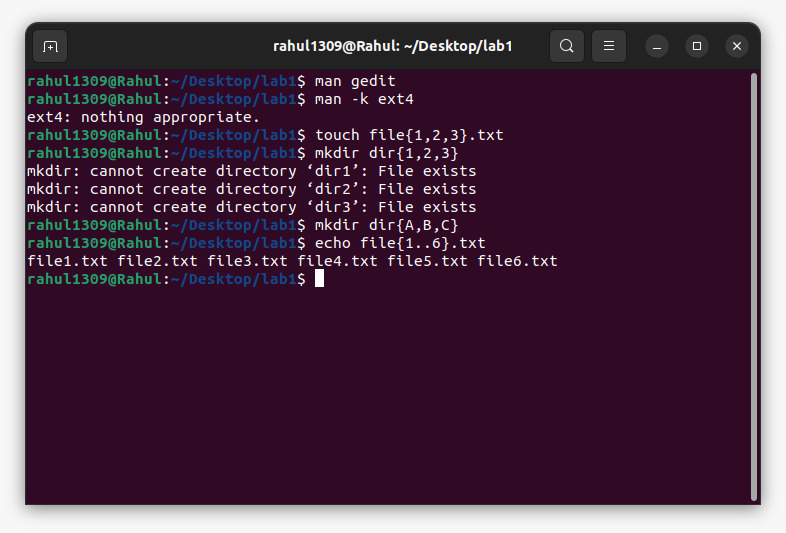 rahul1309@Rahul: ~/Desktop/lab1
rahul1309@Rahul:~/Desktop/lab1$ man gedit
rahul1309@Rahul:~/Desktop/lab1$ man -k ext4
ext4: nothing appropriate.
rahul1309@Rahul:~/Desktop/lab1$ touch file{1,2,3}.txt
rahul1309@Rahul:~/Desktop/lab1$ mkdir dir{1,2,3}
mkdir: cannot create directory ‘dir1’: File exists
mkdir: cannot create directory ‘dir2’: File exists
mkdir: cannot create directory ‘dir3’: File exists
rahul1309@Rahul:~/Desktop/lab1$ mkdir dir{A,B,C}
rahul1309@Rahul:~/Desktop/lab1$ echo file{1..6}.txt
file1.txt file2.txt file3.txt file4.txt file5.txt file6.txt
rahul1309@Rahul:~/Desktop/lab1$